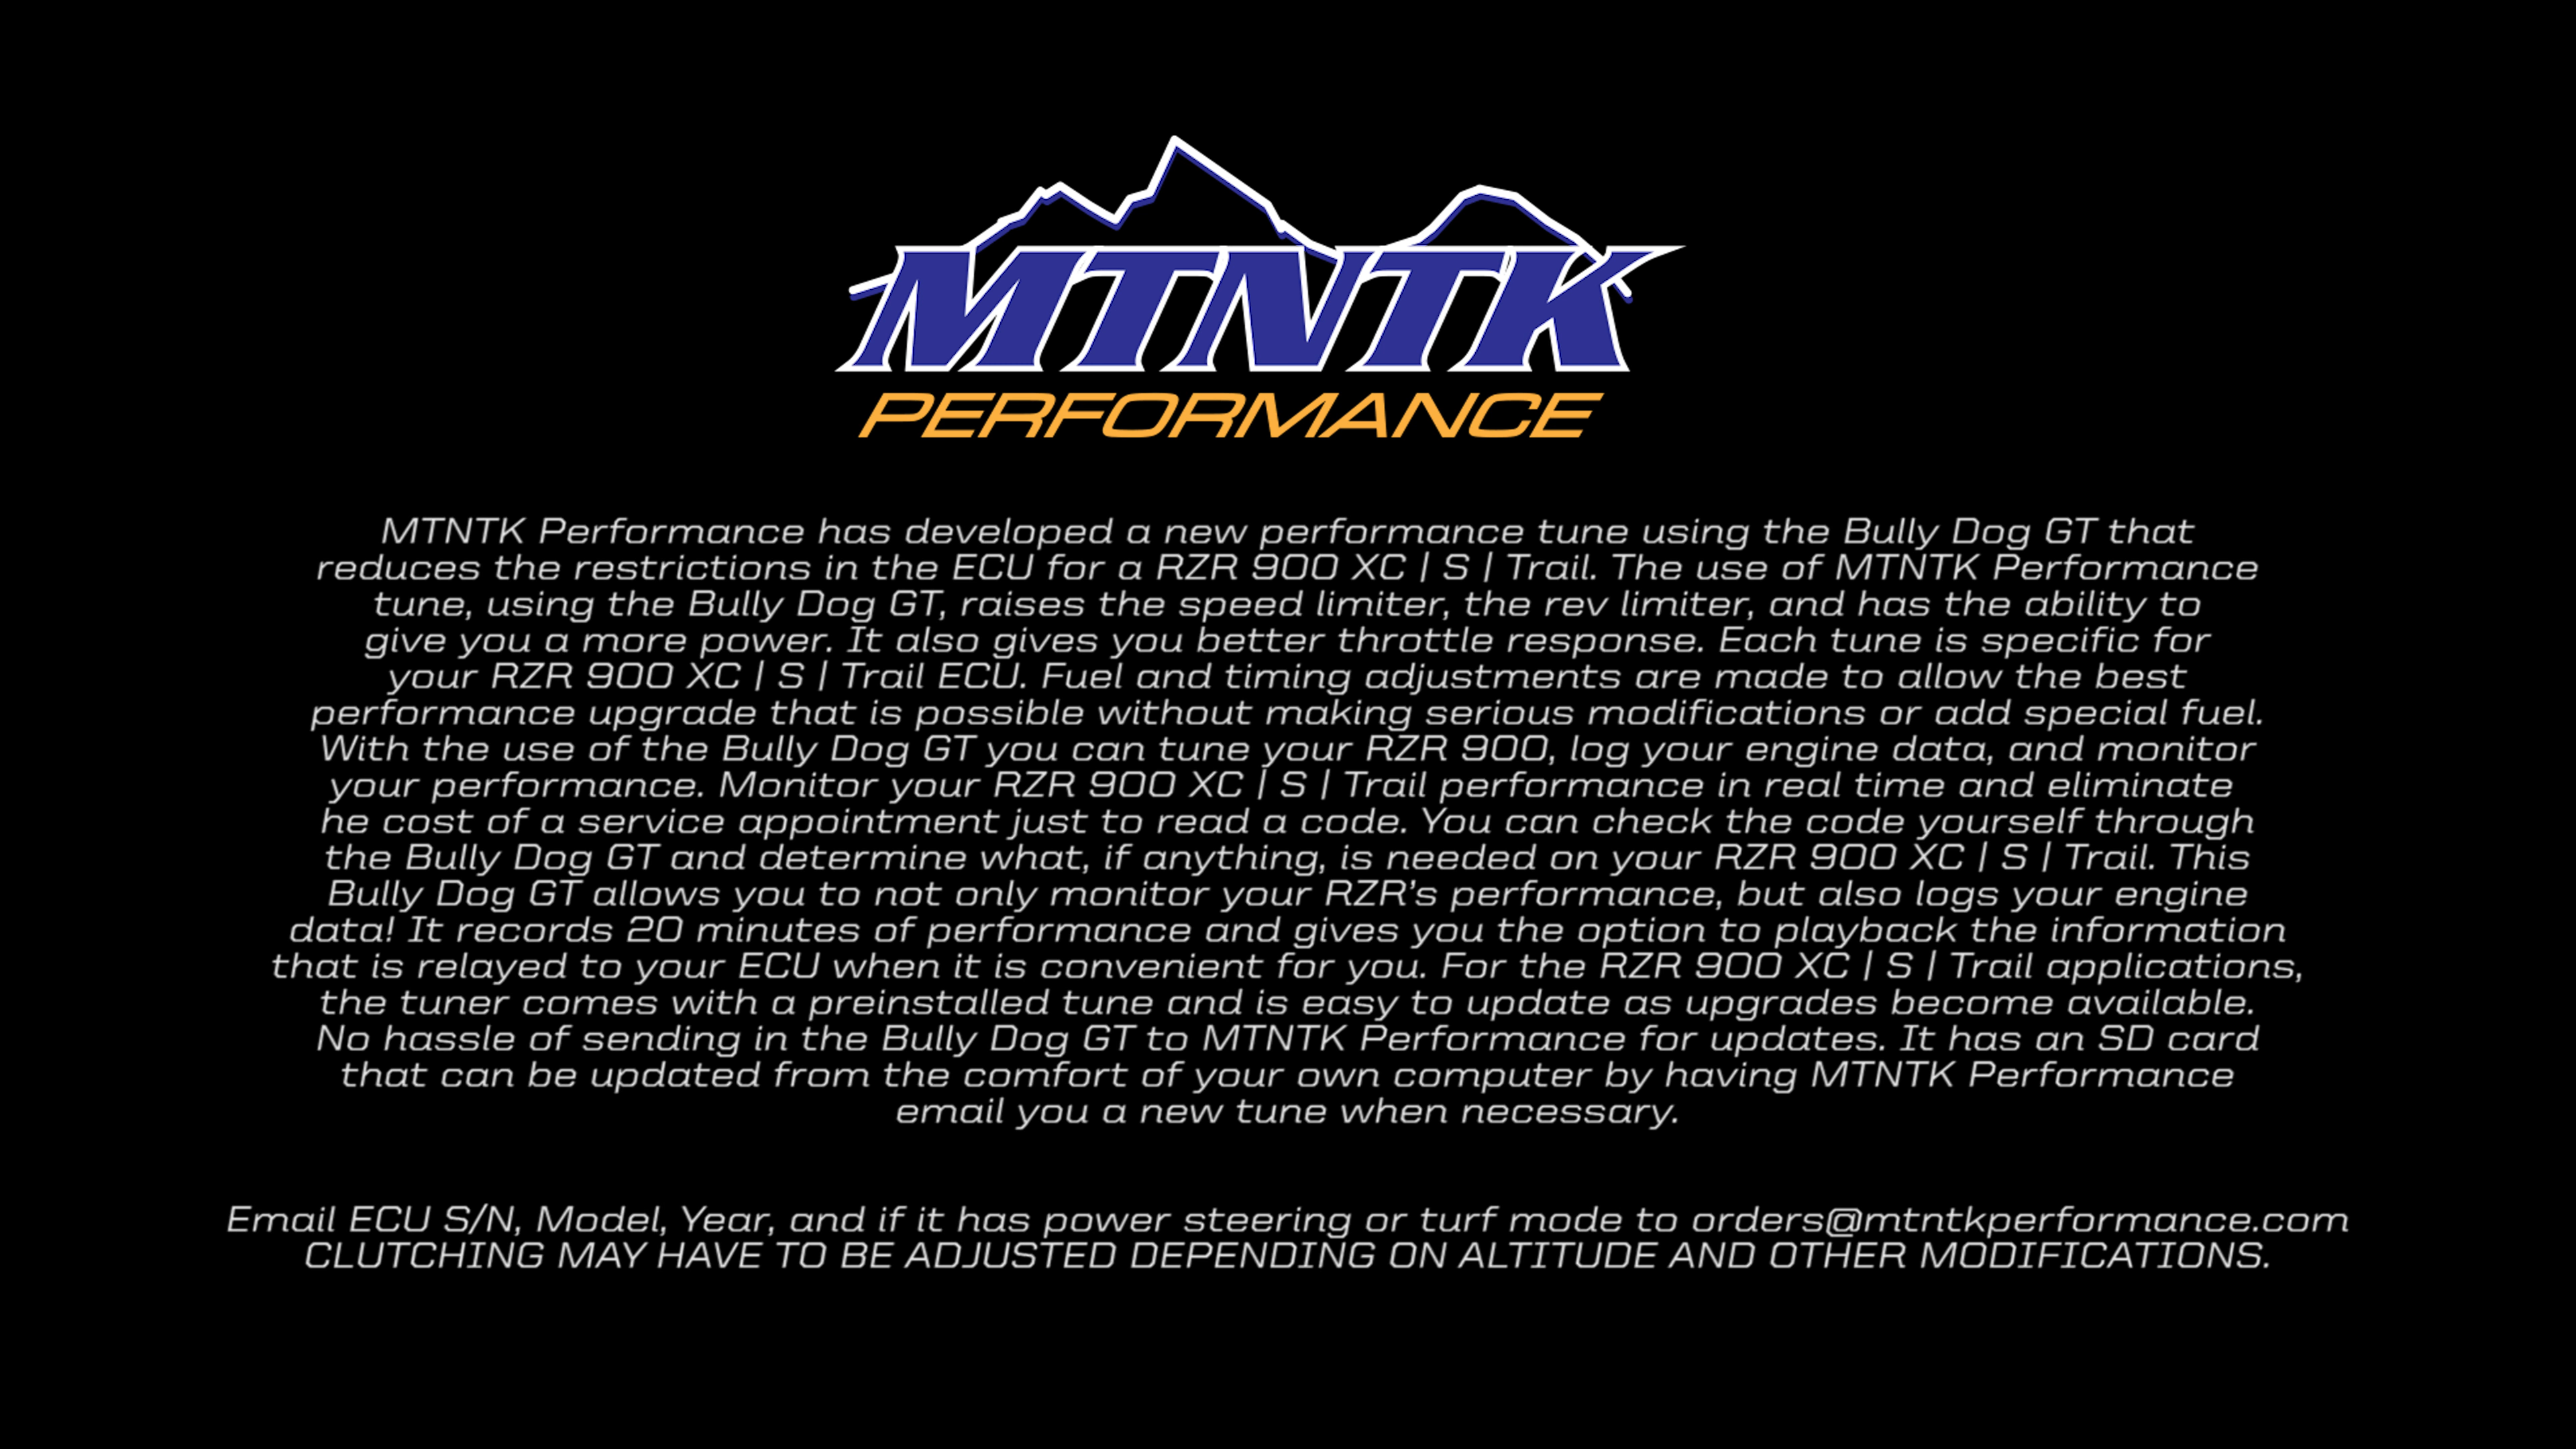 MTNTK
PERFORMANCE
MTNTK Performance has developed a new performance tune using the Bully Dog GT that
reduces the restrictions in the ECU for a RZR 900 XC | S | Trail. The use of MTNTK Performance
tune, using the Bully Dog GT, raises the speed limiter, the rev limiter, and has the ability to
give you a more power. It also gives you better throttle response. Each tune is specific for
your RZR 900 XC | S | Trail ECU. Fuel and timing adjustments are made to allow the best
performance upgrade that is possible without making serious modifications or add special fuel.
With the use of the Bully Dog GT you can tune your RZR 900, log your engine data, and monitor
your performance. Monitor your RZR 900 XC | S | Trail performance in real time and eliminate
he cost of a service appointment just to read a code. You can check the code yourself through
the Bully Dog GT and determine what, if anything, is needed on your RZR 900 XC | S | Trail. This
Bully Dog GT allows you to not only monitor your RZR’s performance, but also logs your engine
data! It records 20 minutes of performance and gives you the option to playback the information
that is relayed to your ECU when it is convenient for you. For the RZR 900 XC | S | Trail applications,
the tuner comes with a preinstalled tune and is easy to update as upgrades become available.
No hassle of sending in the Bully Dog GT to MTNTK Performance for updates. It has an SD card
that can be updated from the comfort of your own computer by having MTNTK Performance
email you a new tune when necessary.
Email ECU S/N, Model, Year, and if it has power steering or turf mode to orders@mtntkperformance.com
CLUTCHING MAY HAVE TO BE ADJUSTED DEPENDING ON ALTITUDE AND OTHER MODIFICATIONS.